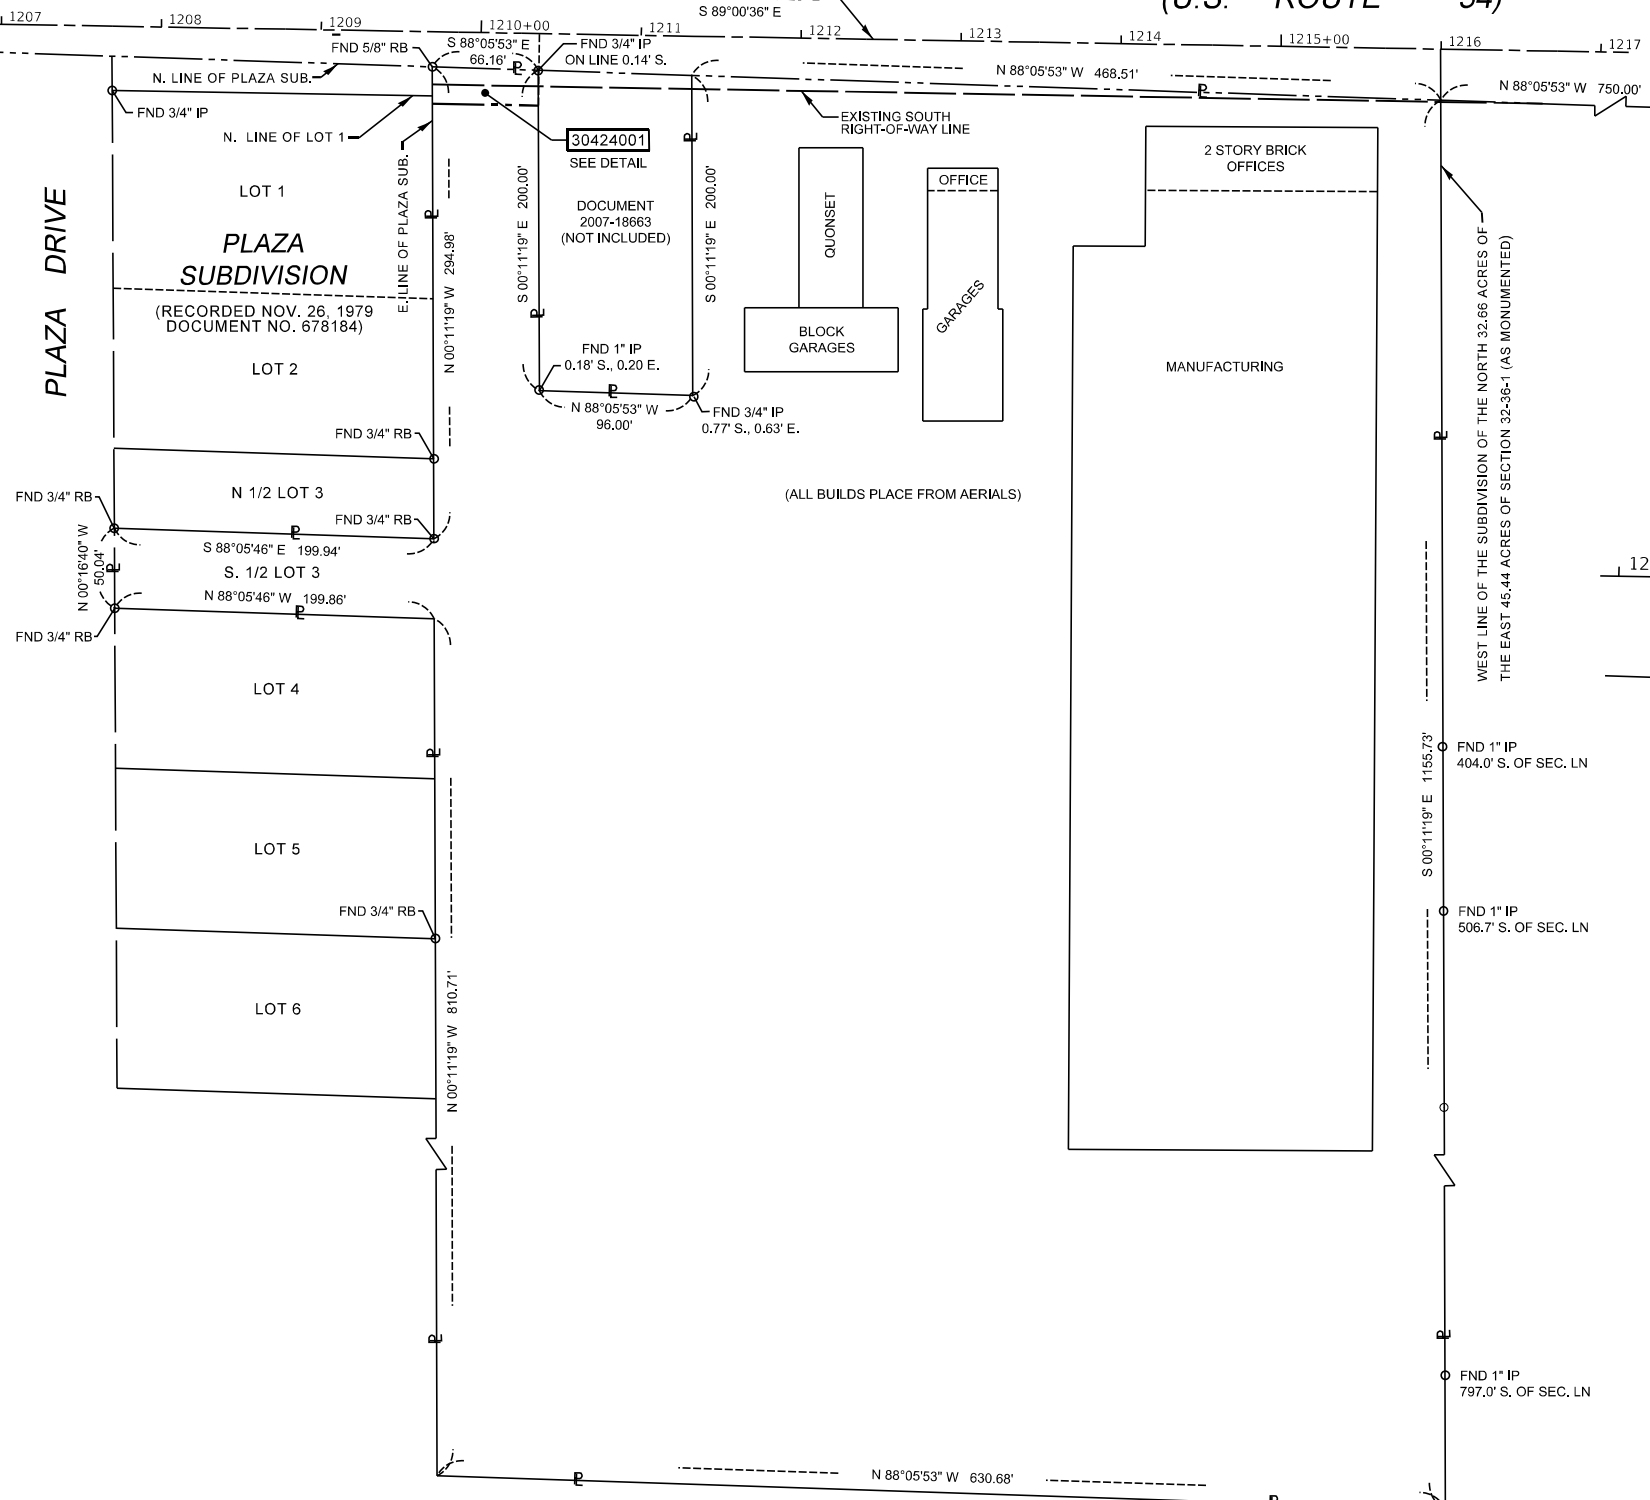 (U.S. ROUTE 54)
S 89°00'36" E
1207
1208
1209
1210+00
1211
1212
1213
1214
1215+00
1216
1217
FND 5/8" RB
S 88°05'53" E
66.16'
FND 3/4" IP
ON LINE 0.14' S.
N. LINE OF PLAZA SUB.
N 88°05'53" W 468.51'
N 88°05'53" W 750.00'
FND 3/4" IP
N. LINE OF LOT 1
EXISTING SOUTH
RIGHT-OF-WAY LINE
30424001
SEE DETAIL
2 STORY BRICK
OFFICES
LOT 1
DOCUMENT
2007-18663
(NOT INCLUDED)
OFFICE
PLAZA DRIVE
E. LINE OF PLAZA SUB.
N 00°11'19" W 294.98'
S 00°11'19" E 200.00'
S 00°11'19" E 200.00'
QUONSET
GARAGES
PLAZA
SUBDIVISION
(RECORDED NOV. 26, 1979
DOCUMENT NO. 678184)
BLOCK
GARAGES
LOT 2
FND 1" IP
0.18' S., 0.20 E.
MANUFACTURING
WEST LINE OF THE SUBDIVISION OF THE NORTH 32.66 ACRES OF
THE EAST 45.44 ACRES OF SECTION 32-36-1 (AS MONUMENTED)
N 88°05'53" W
96.00'
FND 3/4" IP
0.77' S., 0.63' E.
FND 3/4" RB
N 1/2 LOT 3
(ALL BUILDS PLACE FROM AERIALS)
FND 3/4" RB
FND 3/4" RB
S 88°05'46" E 199.94'
N 00°16'40" W
50.04'
S. 1/2 LOT 3
12
N 88°05'46" W 199.86'
FND 3/4" RB
LOT 4
FND 1" IP
404.0' S. OF SEC. LN
S 00°11'19" E 1155.73'
LOT 5
FND 3/4" RB
FND 1" IP
506.7' S. OF SEC. LN
LOT 6
N 00°11'19" W 810.71'
FND 1" IP
797.0' S. OF SEC. LN
N 88°05'53" W 630.68'